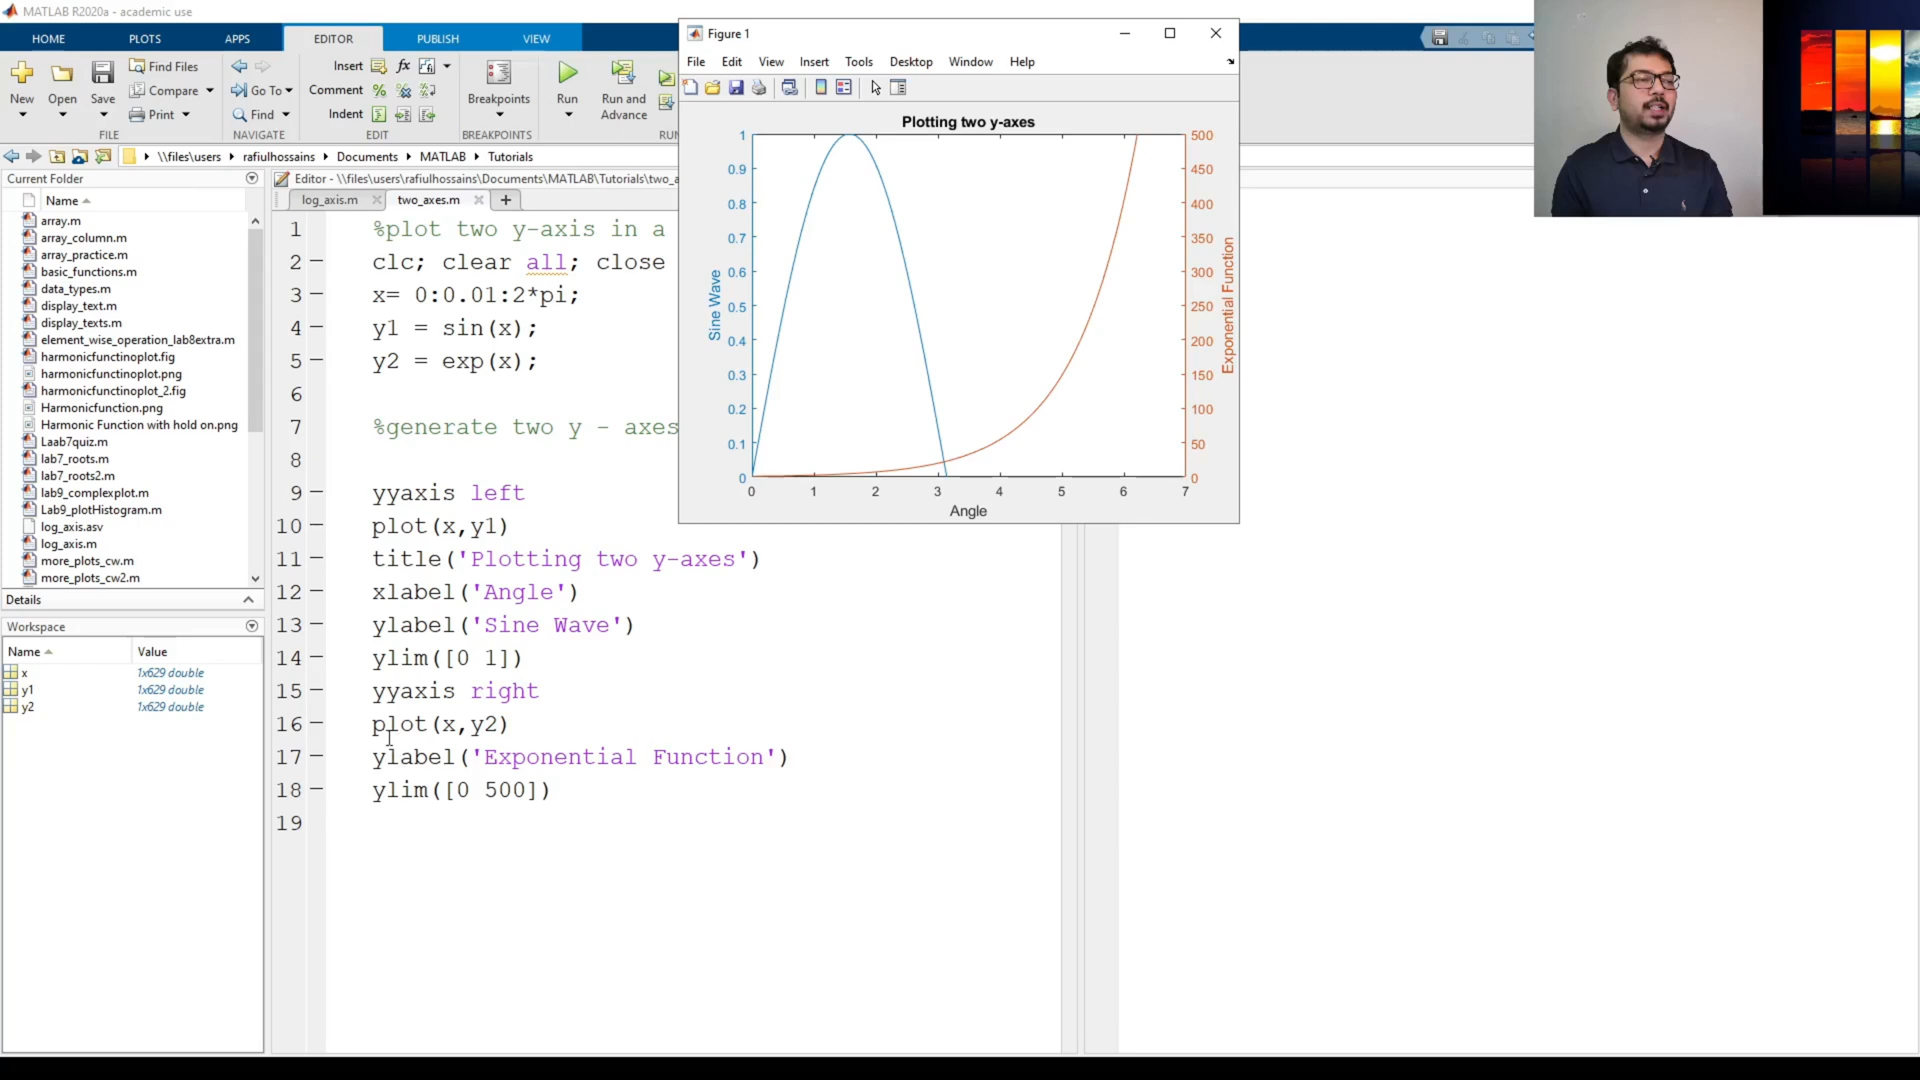 MATLAB R2020a - academic use
HOME PLOTS APPS EDITOR PUBLISH VIEW
New
Open
Save
Find Files
Compare
Print
FILE
Go To
Find
NAVIGATE
Insert
Comment
Indent
EDIT
Breakpoints
BREAKPOINTS
Run
Run and
Advance
RUN
\\files\users rafiulhossains Documents MATLAB Tutorials
Current Folder
Name
array.m
array_column.m
array_practice.m
basic_functions.m
data_types.m
display_text.m
display_texts.m
element_wise_operation_lab8extra.m
harmonicfunctinoplot.fig
harmonicfunctinoplot.png
harmonicfunctinoplot_2.fig
Harmonicfunction.png
Harmonic Function with hold on.png
Laab7quiz.m
lab7_roots.m
lab7_roots2.m
lab9_complexplot.m
Lab9_plotHistogram.m
log_axis.asv
log_axis.m
more_plots_cw.m
more_plots_cw2.m
Details
Workspace
Name Value
x 1x629 double
y1 1x629 double
y2 1x629 double
Editor - \\files\users\rafiulhossains\Documents\MATLAB\Tutorials\two_a
log_axis.m two_axes.m
1 %plot two y-axis in a
2 clc; clear all; close
3 x= 0:0.01:2*pi;
4 y1 = sin(x);
5 y2 = exp(x);
6
7 %generate two y - axes
8
9 yyaxis left
10 plot(x,y1)
11 title('Plotting two y-axes')
12 xlabel('Angle')
13 ylabel('Sine Wave')
14 ylim([0 1])
15 yyaxis right
16 plot(x,y2)
17 ylabel('Exponential Function')
18 ylim([0 500])
19
Figure 1
File Edit View Insert Tools Desktop Window Help
Plotting two y-axes
1
0.9
0.8
0.7
0.6
0.5
0.4
0.3
0.2
0.1
0
Sine Wave
500
450
400
350
300
250
200
150
100
50
0
Exponential Function
0 1 2 3 4 5 6 7
Angle